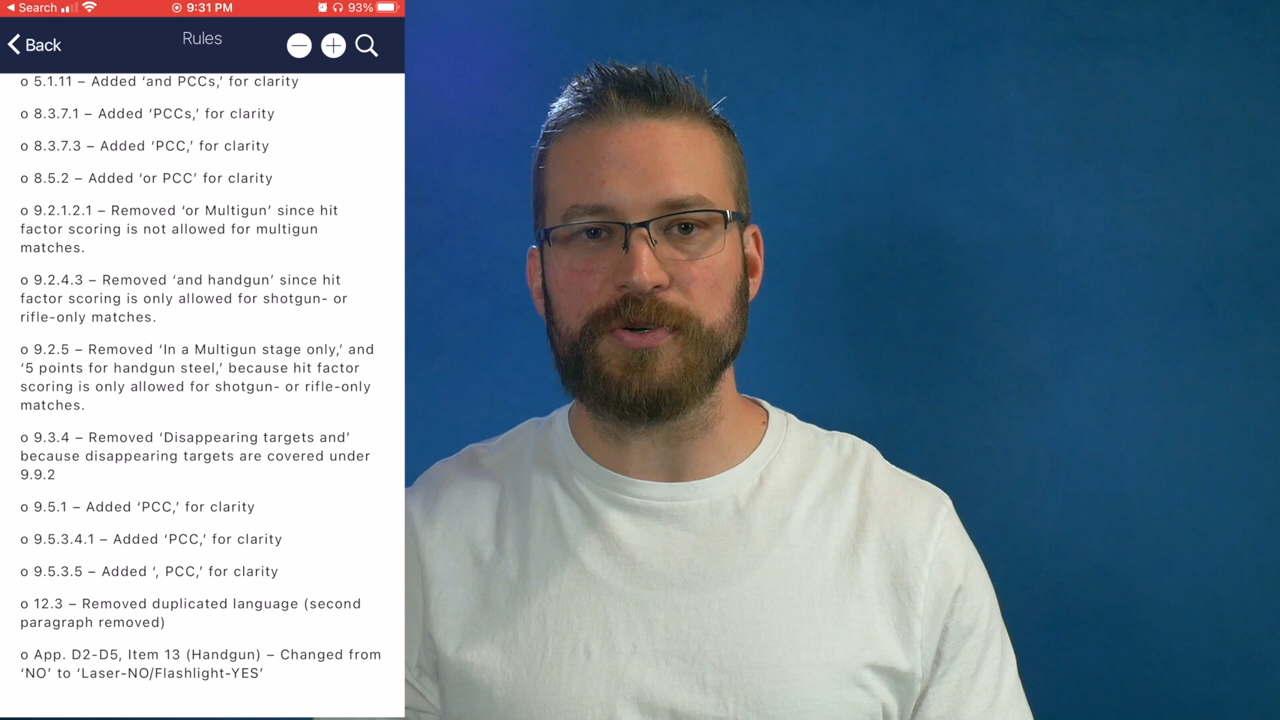 Search
9:31 PM
93%
Back
Rules
o 5.1.11 – Added ‘and PCCs,’ for clarity
o 8.3.7.1 – Added ‘PCCs,’ for clarity
o 8.3.7.3 – Added ‘PCC,’ for clarity
o 8.5.2 – Added ‘or PCC’ for clarity
o 9.2.1.2.1 – Removed ‘or Multigun’ since hit
factor scoring is not allowed for multigun
matches.
o 9.2.4.3 – Removed ‘and handgun’ since hit
factor scoring is only allowed for shotgun- or
rifle-only matches.
o 9.2.5 – Removed ‘In a Multigun stage only,’ and
‘5 points for handgun steel,’ because hit factor
scoring is only allowed for shotgun- or rifle-only
matches.
o 9.3.4 – Removed ‘Disappearing targets and’
because disappearing targets are covered under
9.9.2
o 9.5.1 – Added ‘PCC,’ for clarity
o 9.5.3.4.1 – Added ‘PCC,’ for clarity
o 9.5.3.5 – Added ‘, PCC,’ for clarity
o 12.3 – Removed duplicated language (second
paragraph removed)
o App. D2-D5, Item 13 (Handgun) – Changed from
‘NO’ to ‘Laser-NO/Flashlight-YES’